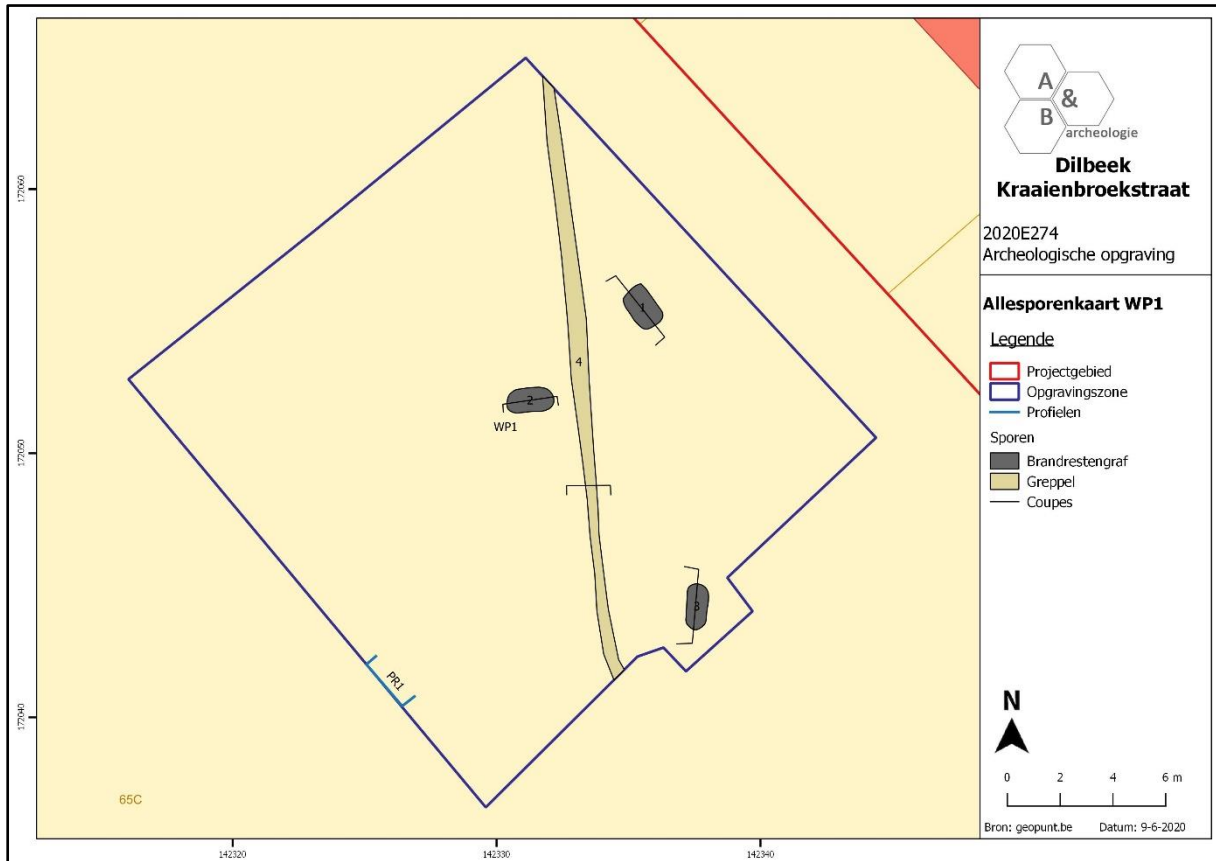 A
&
B
archeologie
Dilbeek
Kraaienbroekstraat
2020E274
Archeologische opgraving
Allesporenkaart WP1
Legende
Projectgebied
Opgravingszone
Profielen
Sporen
Brandrestengraf
Greppel
Coupes
N
0 2 4 6 m
Bron: geopunt.be Datum: 9-6-2020
172060
172050
172040
1
4
2
WP1
3
PR1
65C
142320 142330 142340